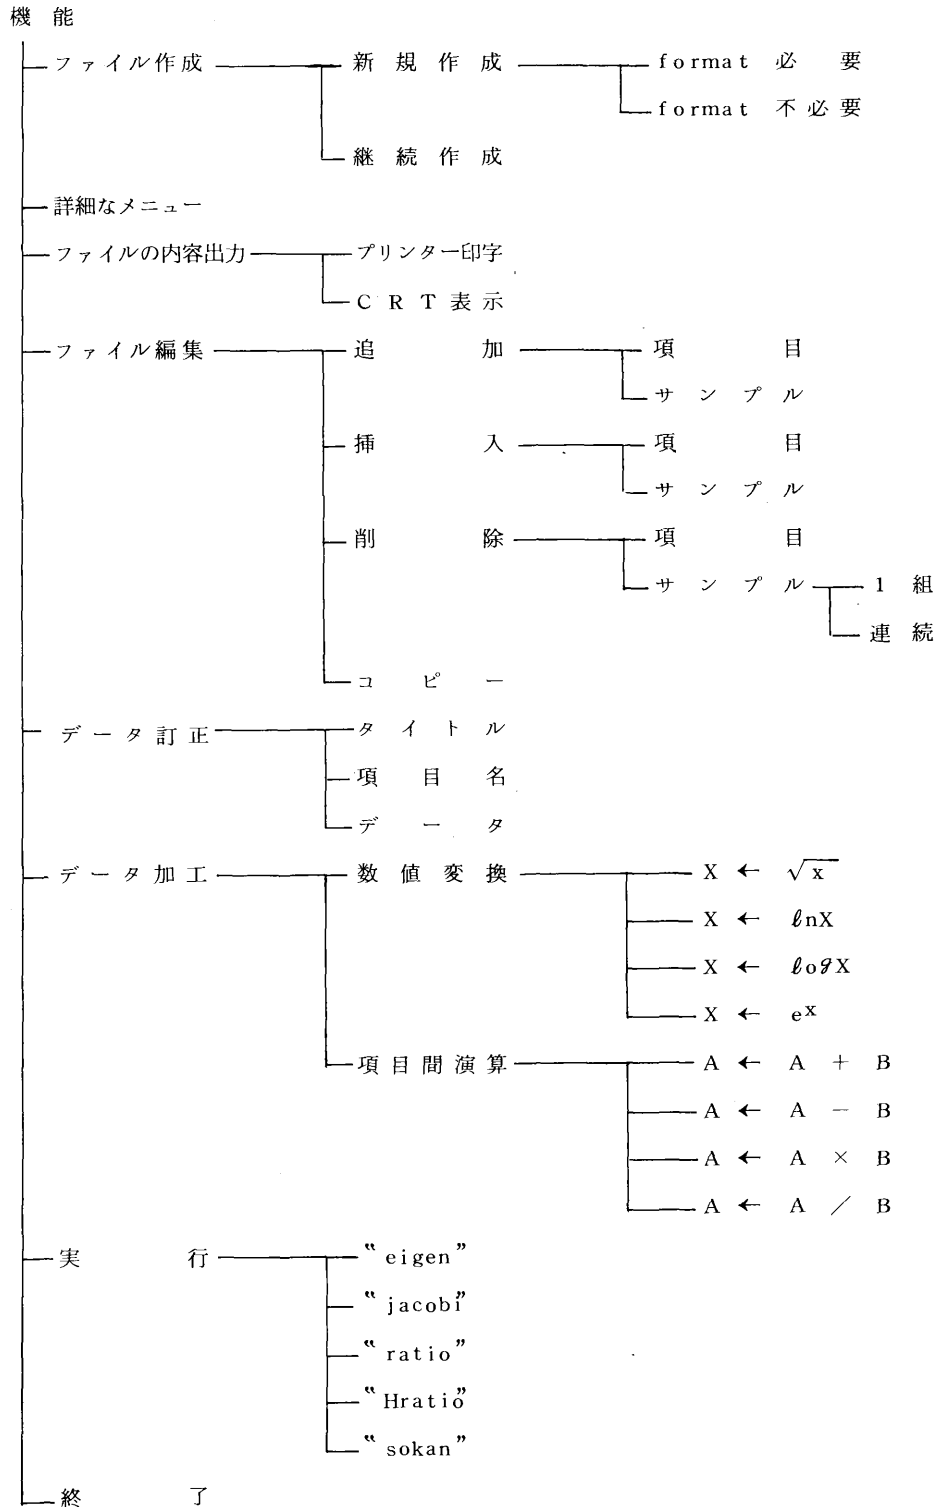 機能
ファイル作成 新規作成 format 必要
format 不必要
継続作成
詳細なメニュー
ファイルの内容出力 プリンター印字
CRT表示
ファイル編集 追加 項目
サンプル
挿入 項目
サンプル
削除 項目
サンプル 1組
連続
コピー
データ訂正 タイトル
項目名
データ
データ加工 数値変換 X ← √x
X ← ℓnX
X ← ℓogX
X ← eˣ
項目間演算 A ← A + B
A ← A − B
A ← A × B
A ← A / B
実行 “eigen”
“jacobi”
“ratio”
“Hratio”
“sokan”
終了